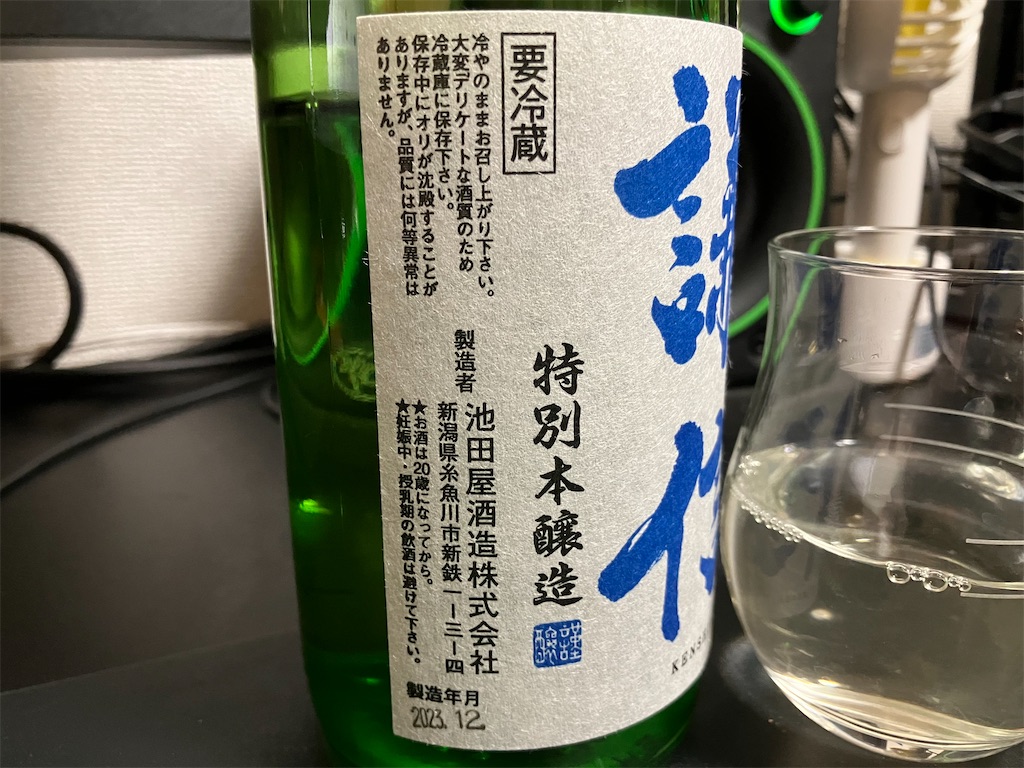 謙信
KENS
特別本醸造
謹醸
要冷蔵
冷やのままお召し上がり下さい。
大変デリケートな酒質のため
冷蔵庫に保存下さい。
保存中にオリが沈殿することが
ありますが、品質には何等異常は
ありません。
製造者
池田屋酒造株式会社
新潟県糸魚川市新鉄一ー三ー四
★お酒は20歳になってから。
★妊娠中・授乳期の飲酒は避けて下さい。
製造年月
2023.12